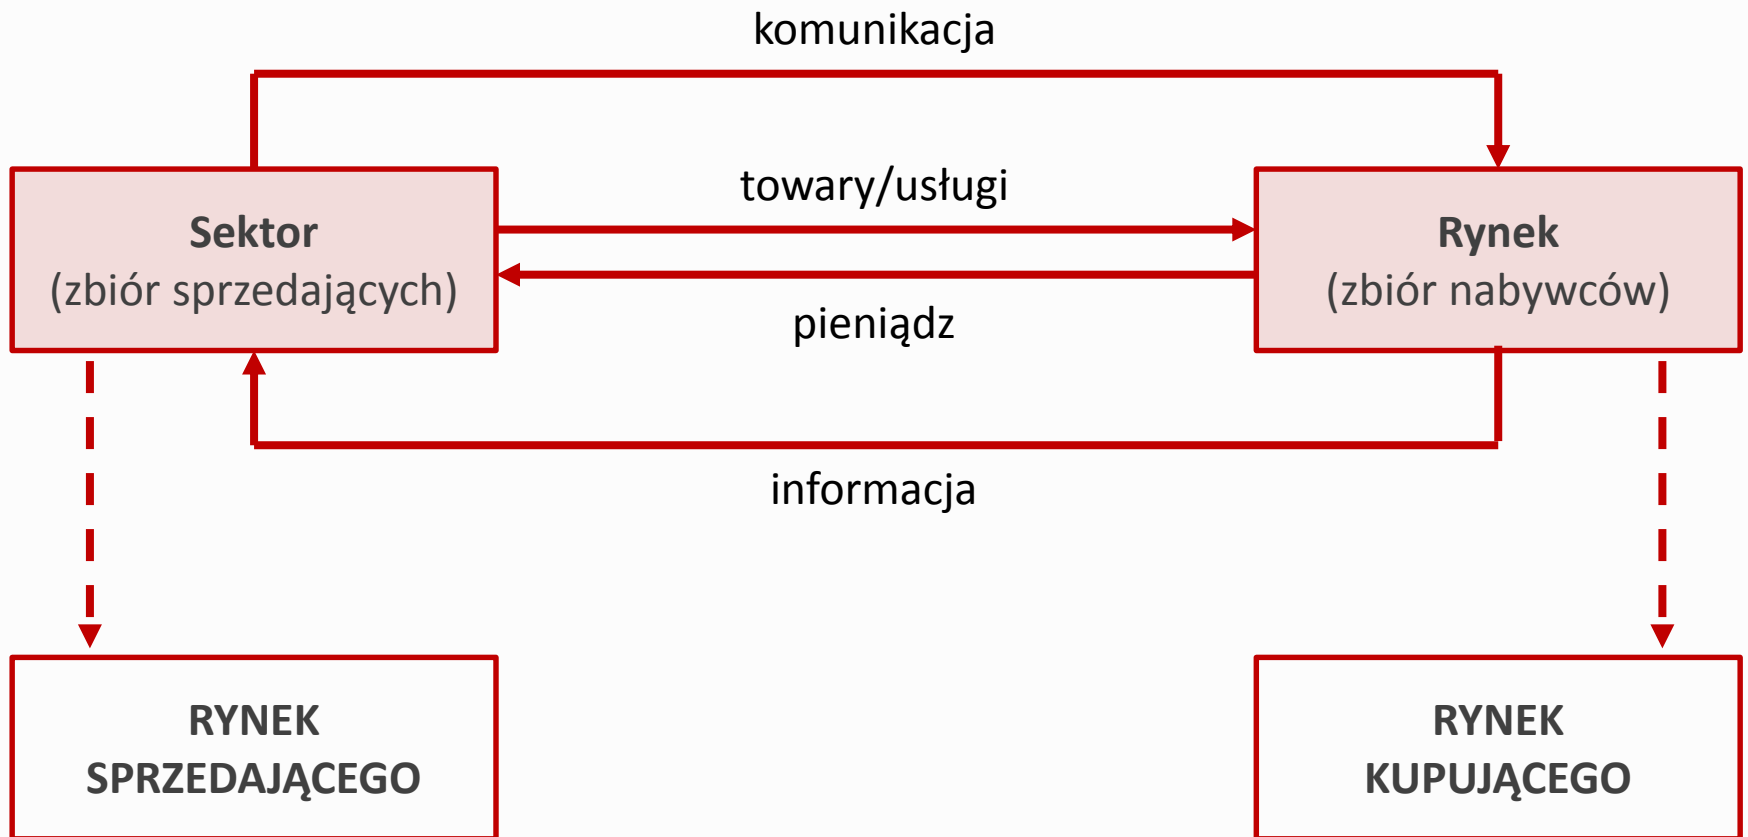 komunikacja
towary/usługi
Sektor
(zbiór sprzedających)
Rynek
(zbiór nabywców)
pieniądz
informacja
RYNEK
SPRZEDAJĄCEGO
RYNEK
KUPUJĄCEGO